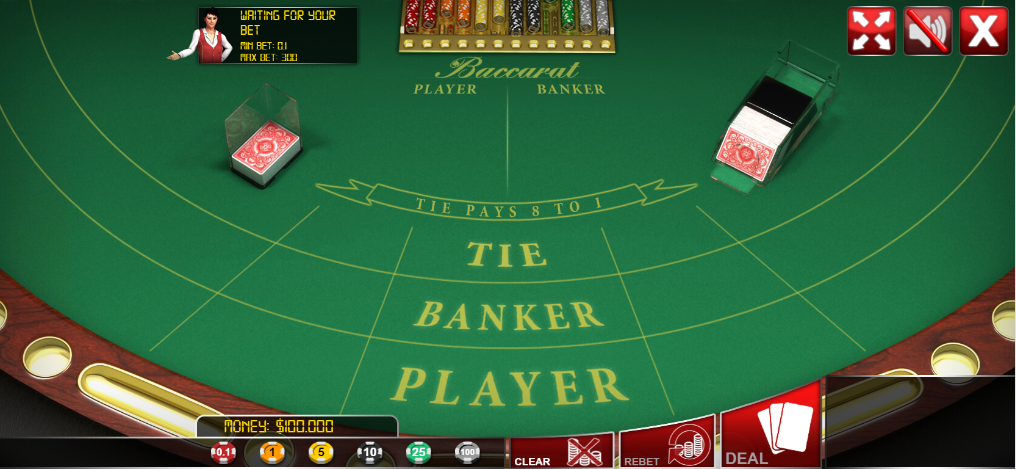 WAITING FOR YOUR
BET
MIN BET: 0.1
MAX BET: 300
Baccarat
PLAYER BANKER
TIE PAYS 8 TO 1
TIE
BANKER
PLAYER
MONEY: $100.000
0.1 1 5 10 25 100
CLEAR
REBET
DEAL